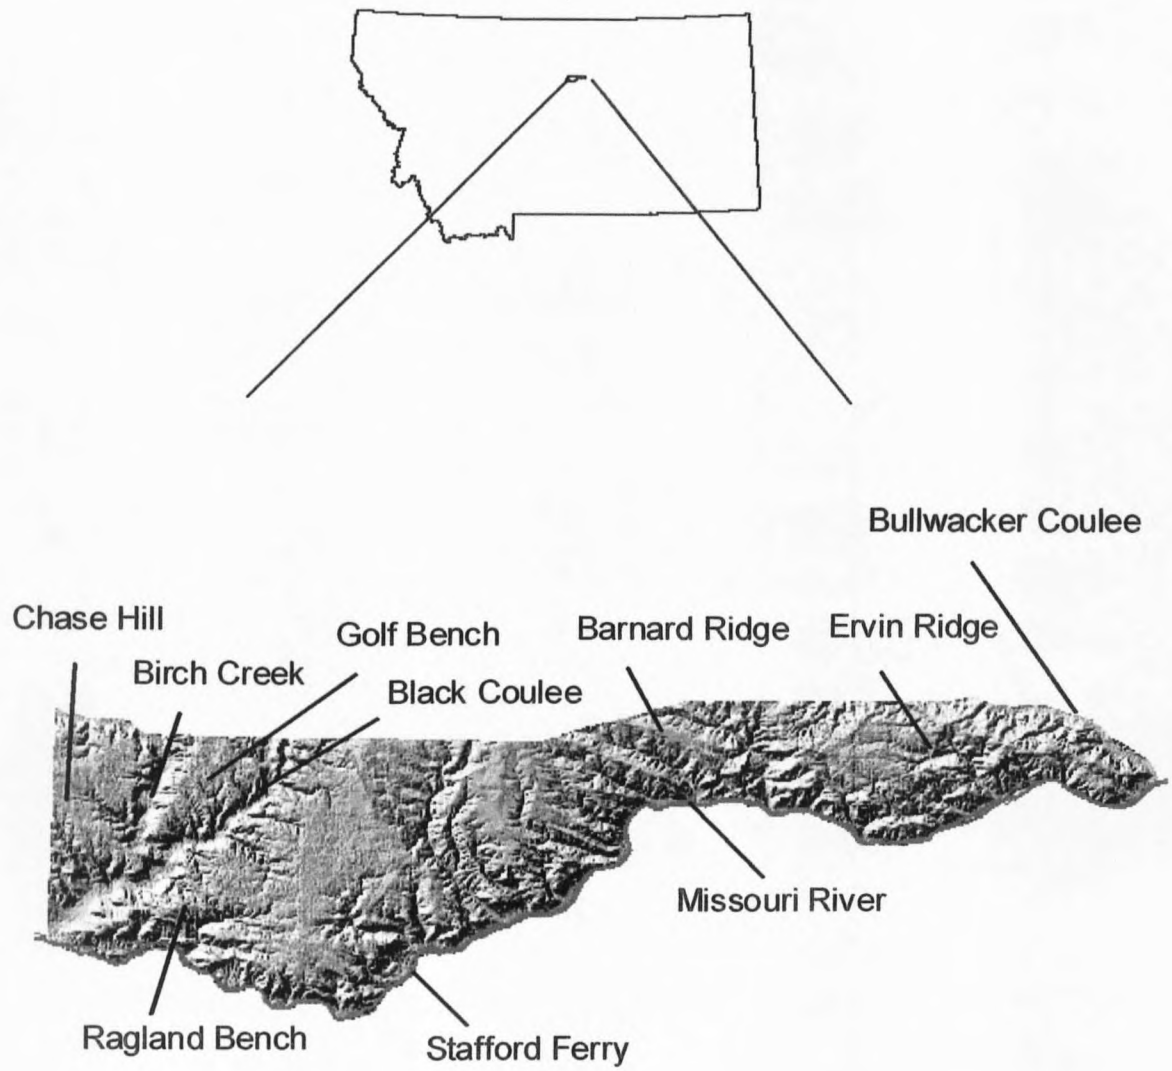 Bullwacker Coulee
Chase Hill
Golf Bench
Barnard Ridge
Ervin Ridge
Birch Creek
Black Coulee
Missouri River
Ragland Bench
Stafford Ferry